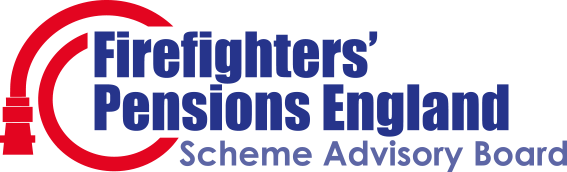 Firefighters’
Pensions England
Scheme Advisory Board